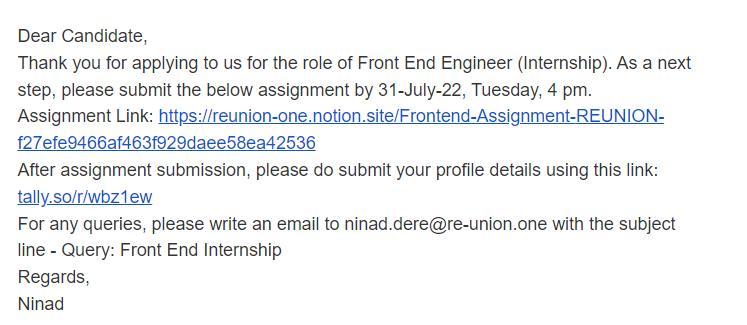 Dear Candidate,
Thank you for applying to us for the role of Front End Engineer (Internship). As a next
step, please submit the below assignment by 31-July-22, Tuesday, 4 pm.
Assignment Link: https://reunion-one.notion.site/Frontend-Assignment-REUNION-
f27efe9466af463f929daee58ea42536
After assignment submission, please do submit your profile details using this link:
tally.so/r/wbz1ew
For any queries, please write an email to ninad.dere@re-union.one with the subject
line - Query: Front End Internship
Regards,
Ninad